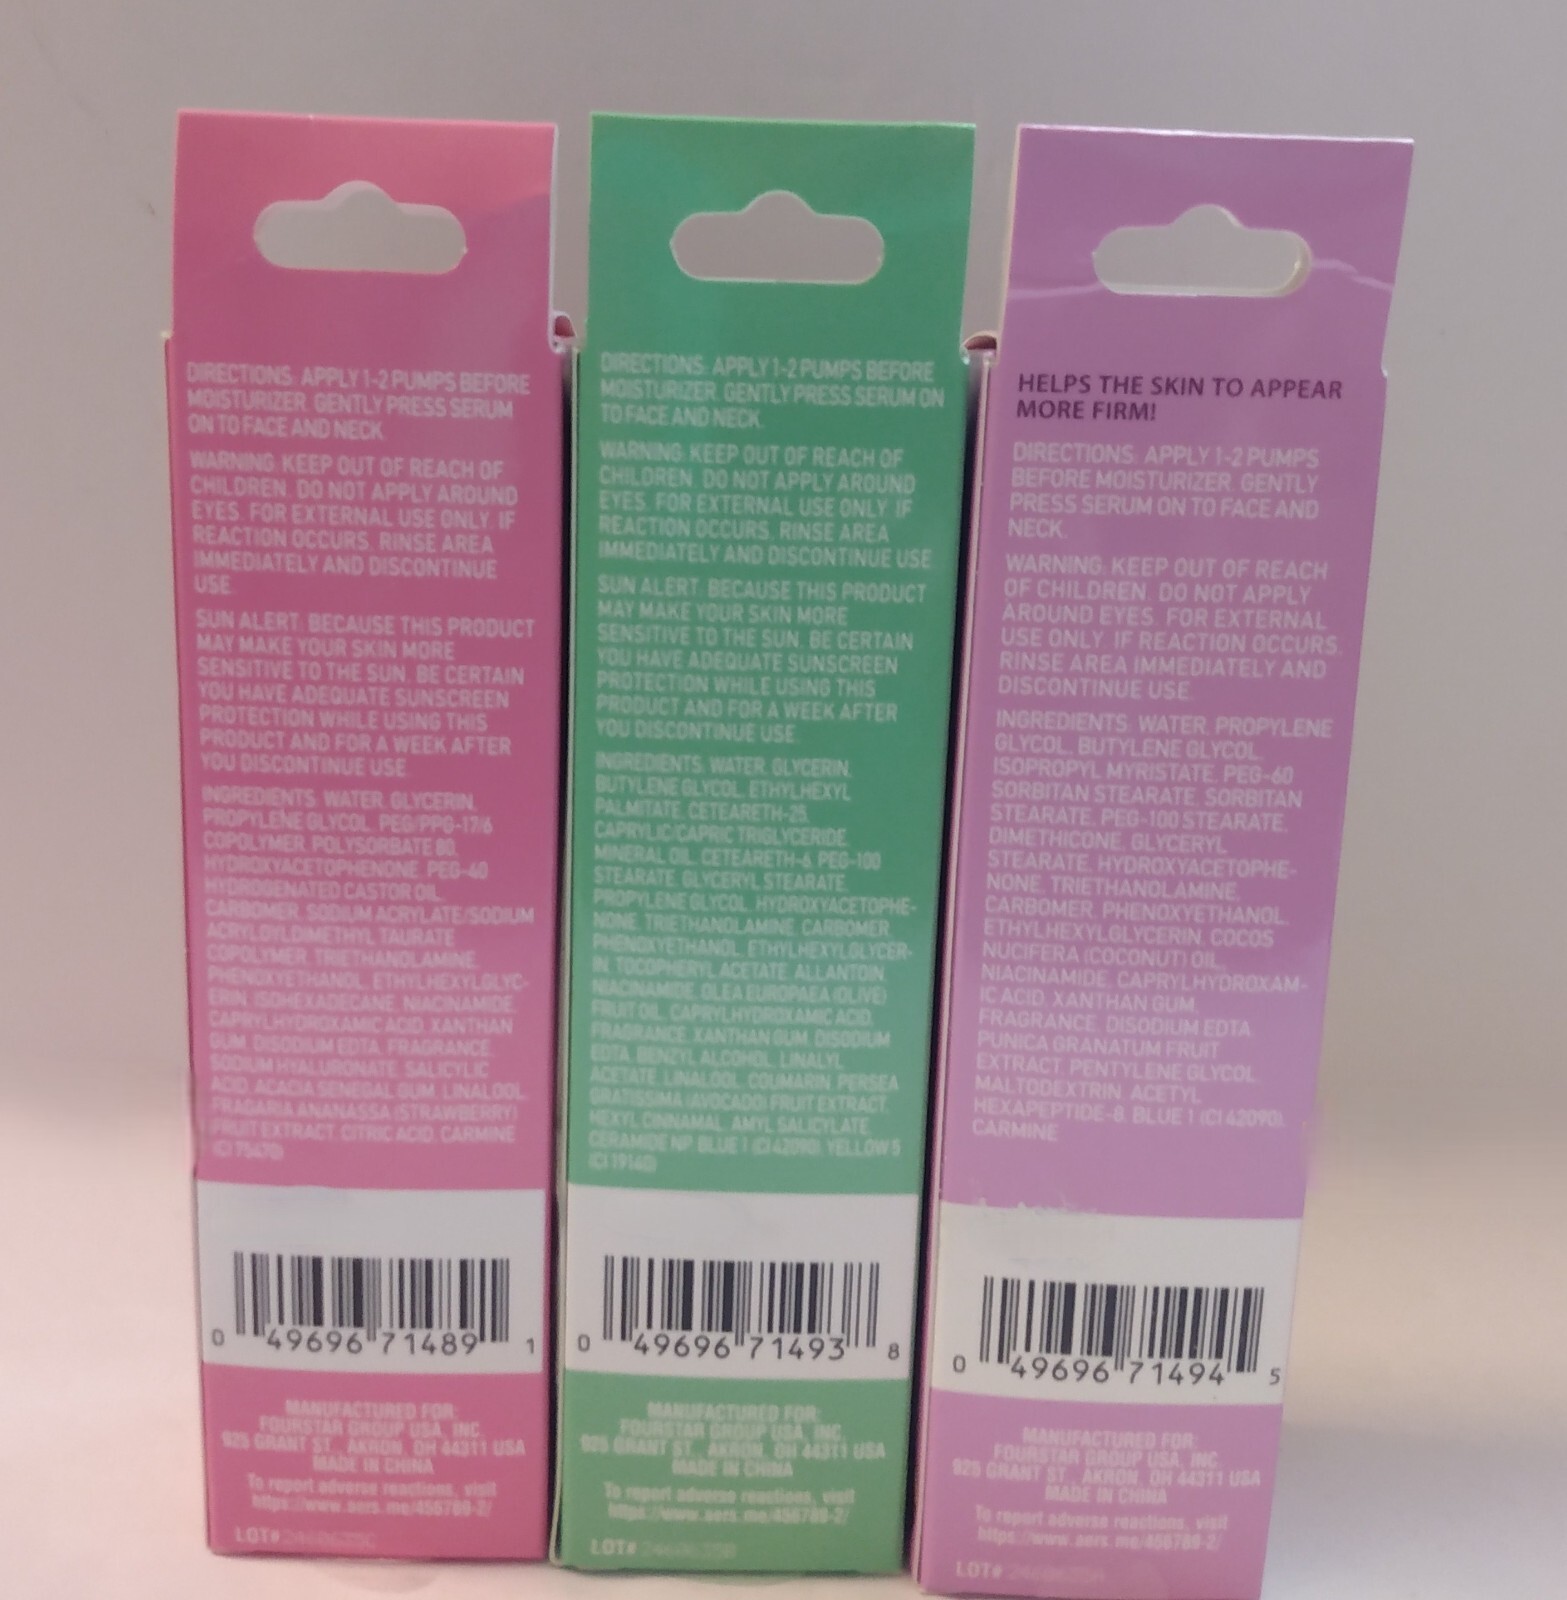 DIRECTIONS: APPLY 1-2 PUMPS BEFORE
MOISTURIZER. GENTLY PRESS SERUM
ON TO FACE AND NECK.
WARNING: KEEP OUT OF REACH OF
CHILDREN. DO NOT APPLY AROUND
EYES. FOR EXTERNAL USE ONLY. IF
REACTION OCCURS, RINSE AREA
IMMEDIATELY AND DISCONTINUE
USE.
SUN ALERT: BECAUSE THIS PRODUCT
MAY MAKE YOUR SKIN MORE
SENSITIVE TO THE SUN, BE CERTAIN
YOU HAVE ADEQUATE SUNSCREEN
PROTECTION WHILE USING THIS
PRODUCT AND FOR A WEEK AFTER
YOU DISCONTINUE USE.
INGREDIENTS: WATER, GLYCERIN,
PROPYLENE GLYCOL, PEG/PPG-17/6
COPOLYMER, POLYSORBATE 80,
HYDROXYACETOPHENONE, PEG-40
HYDROGENATED CASTOR OIL,
CARBOMER, SODIUM ACRYLATE/SODIUM
ACRYLOYLDIMETHYL TAURATE
COPOLYMER, TRIETHANOLAMINE,
PHENOXYETHANOL, ETHYLHEXYLGLYC-
ERIN, ISOHEXADECANE, NIACINAMIDE,
CAPRYLHYDROXAMIC ACID, XANTHAN
GUM, DISODIUM EDTA, FRAGRANCE,
SODIUM HYALURONATE, SALICYLIC
ACID, ACACIA SENEGAL GUM, LINALOOL,
FRAGARIA ANANASSA (STRAWBERRY)
FRUIT EXTRACT, CITRIC ACID, CARMINE
(CI 75470)
0 49696 71489 1
MANUFACTURED FOR:
FOURSTAR GROUP USA, INC.
925 GRANT ST., AKRON, OH 44311 USA
MADE IN CHINA
To report adverse reactions, visit
https://www.aers.me/456789-2/
LOT#
DIRECTIONS: APPLY 1-2 PUMPS BEFORE
MOISTURIZER. GENTLY PRESS SERUM ON
TO FACE AND NECK.
WARNING: KEEP OUT OF REACH OF
CHILDREN. DO NOT APPLY AROUND
EYES. FOR EXTERNAL USE ONLY. IF
REACTION OCCURS, RINSE AREA
IMMEDIATELY AND DISCONTINUE USE.
SUN ALERT: BECAUSE THIS PRODUCT
MAY MAKE YOUR SKIN MORE
SENSITIVE TO THE SUN, BE CERTAIN
YOU HAVE ADEQUATE SUNSCREEN
PROTECTION WHILE USING THIS
PRODUCT AND FOR A WEEK AFTER
YOU DISCONTINUE USE.
INGREDIENTS: WATER, GLYCERIN,
BUTYLENE GLYCOL, ETHYLHEXYL
PALMITATE, CETEARETH-25,
CAPRYLIC/CAPRIC TRIGLYCERIDE,
MINERAL OIL, CETEARETH-6, PEG-100
STEARATE, GLYCERYL STEARATE,
PROPYLENE GLYCOL, HYDROXYACETOPHE-
NONE, TRIETHANOLAMINE, CARBOMER,
PHENOXYETHANOL, ETHYLHEXYLGLYCER-
IN, TOCOPHERYL ACETATE, ALLANTOIN,
NIACINAMIDE, OLEA EUROPAEA (OLIVE)
FRUIT OIL, CAPRYLHYDROXAMIC ACID,
FRAGRANCE, XANTHAN GUM, DISODIUM
EDTA, BENZYL ALCOHOL, LINALYL
ACETATE, LINALOOL, COUMARIN, PERSEA
GRATISSIMA (AVOCADO) FRUIT EXTRACT,
HEXYL CINNAMAL, AMYL SALICYLATE,
CERAMIDE NP, BLUE 1 (CI 42090), YELLOW 5
(CI 19140)
0 49696 71493 8
MANUFACTURED FOR:
FOURSTAR GROUP USA, INC.
925 GRANT ST., AKRON, OH 44311 USA
MADE IN CHINA
To report adverse reactions, visit
https://www.aers.me/456789-2/
LOT#
HELPS THE SKIN TO APPEAR
MORE FIRM!
DIRECTIONS: APPLY 1-2 PUMPS
BEFORE MOISTURIZER. GENTLY
PRESS SERUM ON TO FACE AND
NECK.
WARNING: KEEP OUT OF REACH
OF CHILDREN. DO NOT APPLY
AROUND EYES. FOR EXTERNAL
USE ONLY. IF REACTION OCCURS,
RINSE AREA IMMEDIATELY AND
DISCONTINUE USE.
INGREDIENTS: WATER, PROPYLENE
GLYCOL, BUTYLENE GLYCOL,
ISOPROPYL MYRISTATE, PEG-60
SORBITAN STEARATE, SORBITAN
STEARATE, PEG-100 STEARATE,
DIMETHICONE, GLYCERYL
STEARATE, HYDROXYACETOPHE-
NONE, TRIETHANOLAMINE,
CARBOMER, PHENOXYETHANOL,
ETHYLHEXYLGLYCERIN, COCOS
NUCIFERA (COCONUT) OIL,
NIACINAMIDE, CAPRYLHYDROXAM-
IC ACID, XANTHAN GUM,
FRAGRANCE, DISODIUM EDTA,
PUNICA GRANATUM FRUIT
EXTRACT, PENTYLENE GLYCOL,
MALTODEXTRIN, ACETYL
HEXAPEPTIDE-8, BLUE 1 (CI 42090),
CARMINE
0 49696 71494 5
MANUFACTURED FOR:
FOURSTAR GROUP USA, INC.
925 GRANT ST., AKRON, OH 44311 USA
MADE IN CHINA
To report adverse reactions, visit
https://www.aers.me/456789-2/
LOT#